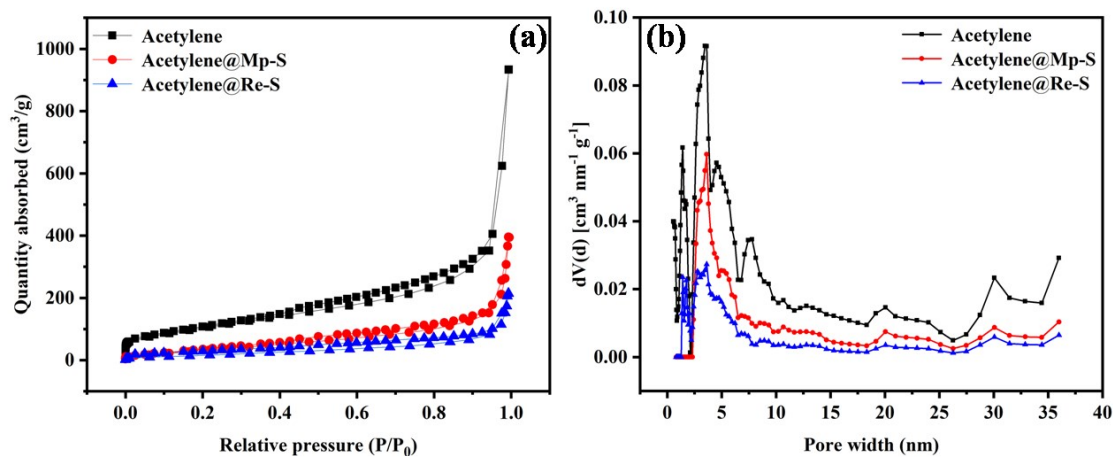 (a)
Acetylene
Acetylene@Mp-S
Acetylene@Re-S
Quantity absorbed (cm³/g)
1000
800
600
400
200
0
0.0 0.2 0.4 0.6 0.8 1.0
Relative pressure (P/P₀)
(b)
Acetylene
Acetylene@Mp-S
Acetylene@Re-S
dV(d) [cm³ nm⁻¹ g⁻¹]
0.10
0.08
0.06
0.04
0.02
0.00
0 5 10 15 20 25 30 35 40
Pore width (nm)